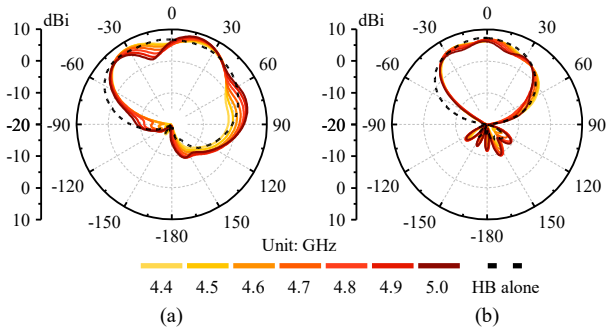 dBi 0 dBi 0
10 -30 30 10 -30 30
0 -60 60 0 -60 60
-10 -10
-20 -90 90 -20 -90 90
-10 -10
0 -120 120 0 -120 120
10 -150 150 10 -150 150
-180 -180
Unit: GHz
4.4 4.5 4.6 4.7 4.8 4.9 5.0 HB alone
(a) (b)